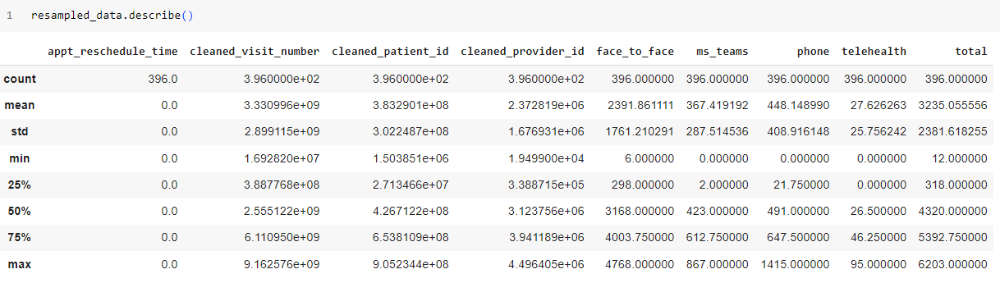 1 resampled_data.describe()
appt_reschedule_time cleaned_visit_number cleaned_patient_id cleaned_provider_id face_to_face ms_teams phone telehealth total
count 396.0 3.960000e+02 3.960000e+02 3.960000e+02 396.000000 396.000000 396.000000 396.000000 396.000000
mean 0.0 3.330996e+09 3.832901e+08 2.372819e+06 2391.861111 367.419192 448.148990 27.626263 3235.055556
std 0.0 2.899115e+09 3.022487e+08 1.676931e+06 1761.210291 287.514536 408.916148 25.756242 2381.618255
min 0.0 1.692820e+07 1.503851e+06 1.949900e+04 6.000000 0.000000 0.000000 0.000000 12.000000
25% 0.0 3.887768e+08 2.713466e+07 3.388715e+05 298.000000 2.000000 21.750000 0.000000 318.000000
50% 0.0 2.555122e+09 4.267122e+08 3.123756e+06 3168.000000 423.000000 491.000000 26.500000 4320.000000
75% 0.0 6.110950e+09 6.538109e+08 3.941189e+06 4003.750000 612.750000 647.500000 46.250000 5392.750000
max 0.0 9.162576e+09 9.052344e+08 4.496405e+06 4768.000000 867.000000 1415.000000 95.000000 6203.000000